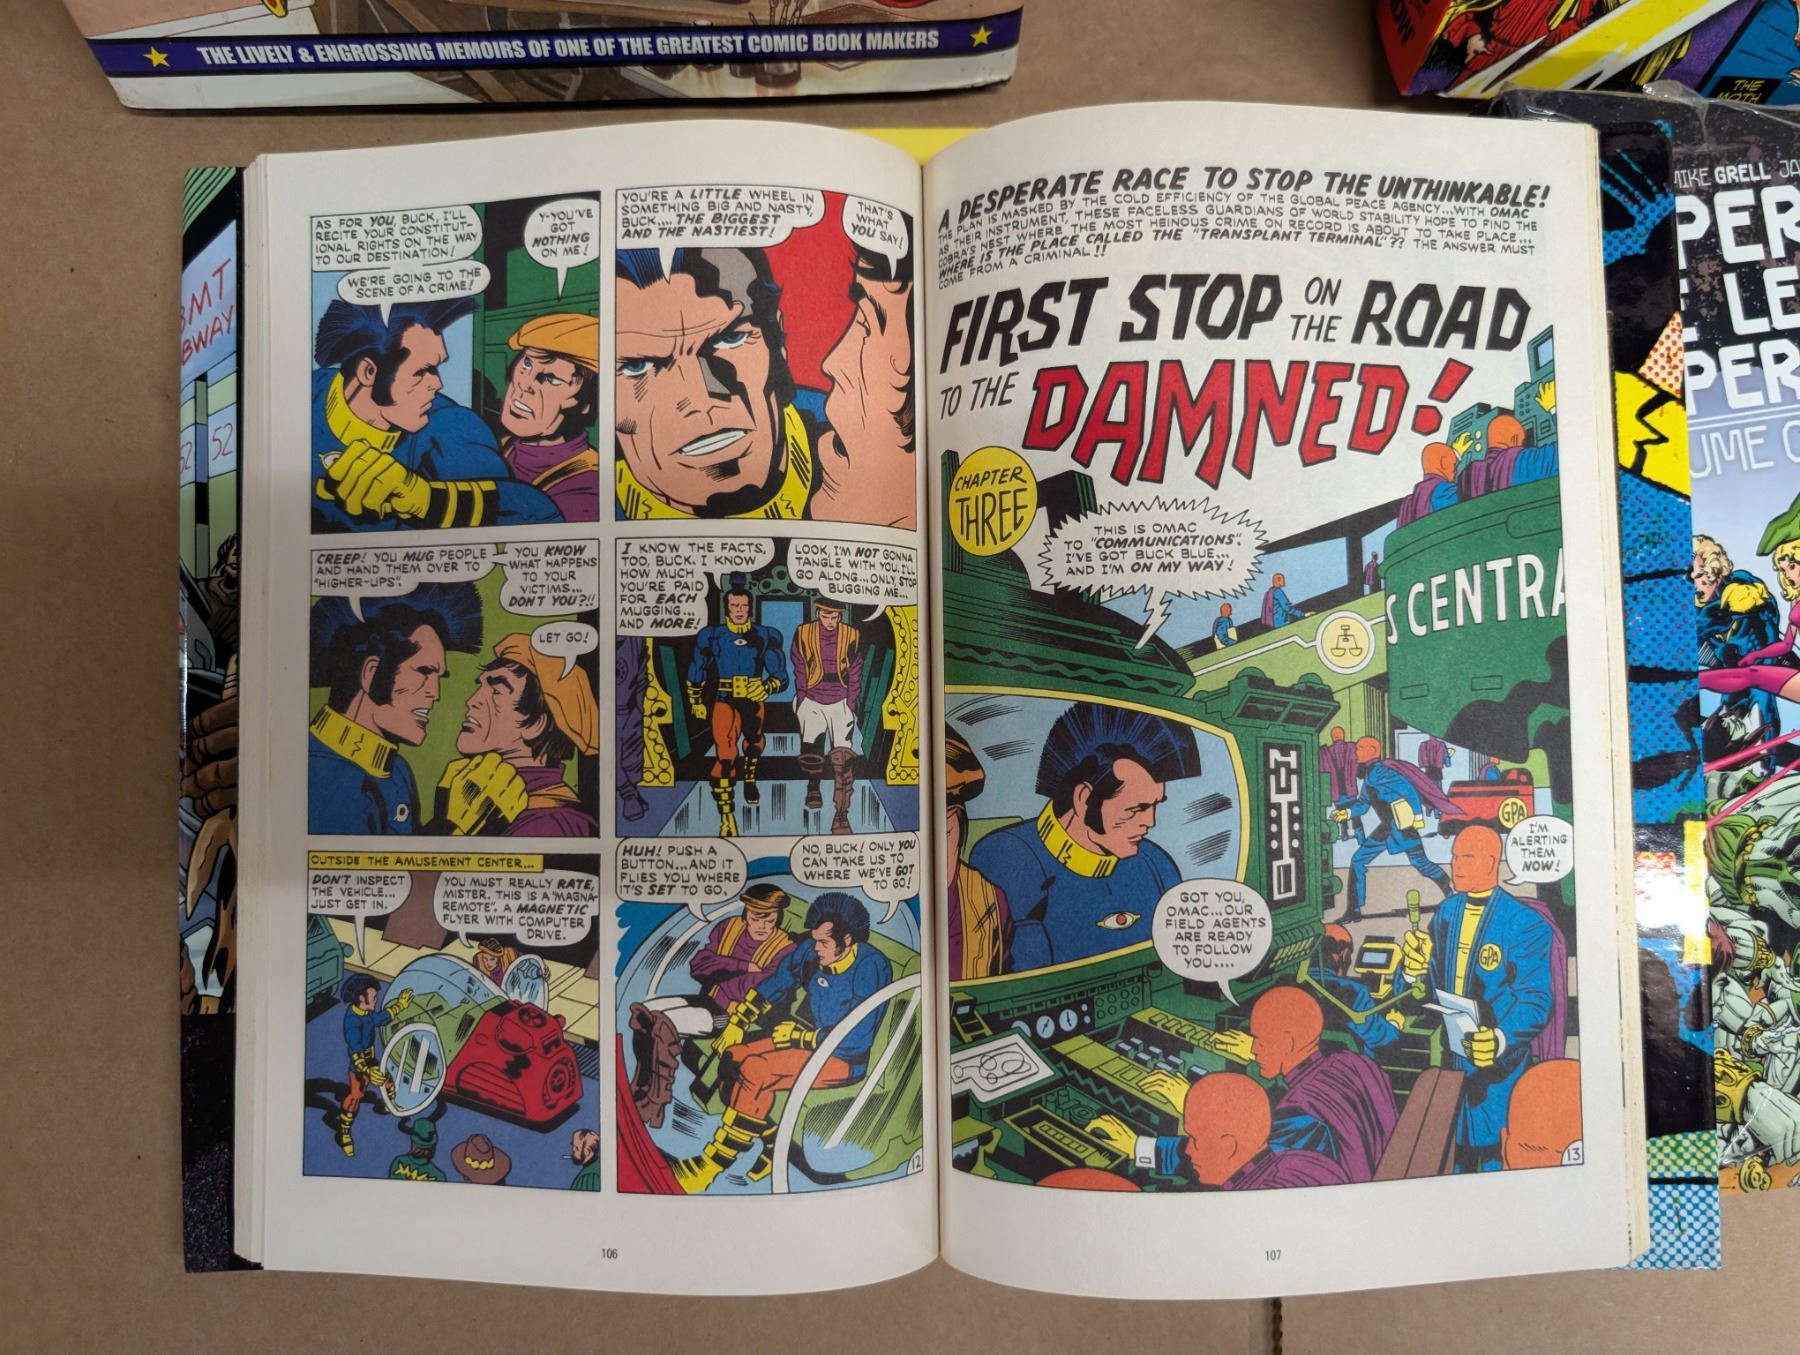 THE LIVELY & ENGROSSING MEMOIRS OF ONE OF THE GREATEST COMIC BOOK MAKERS
THE
MOTH
BMT
52
52
AS FOR YOU, BUCK, I'LL
RECITE YOUR CONSTITUT-
IONAL RIGHTS ON THE WAY
TO OUR DESTINATION!
WE'RE GOING TO THE
SCENE OF A CRIME!
Y-YOU'VE
GOT
NOTHING
ON ME!
YOU'RE A LITTLE WHEEL IN
SOMETHING BIG AND NASTY,
BUCK.... THE BIGGEST
AND THE NASTIEST!
THAT'S
WHAT
YOU SAY!
CREEP! YOU MUG PEOPLE
AND HAND THEM OVER TO
"HIGHER-UPS".
YOU KNOW
WHAT HAPPENS
TO YOUR
VICTIMS...
DON'T YOU?!!
LET GO!
I KNOW THE FACTS,
TOO, BUCK. I KNOW
HOW MUCH
YOU'RE PAID
FOR EACH
MUGGING...
AND MORE!
LOOK, I'M NOT GONNA
TANGLE WITH YOU. I'LL
GO ALONG...ONLY, STOP
BUGGING ME...
OUTSIDE THE AMUSEMENT CENTER...
DON'T INSPECT
THE VEHICLE...
JUST GET IN.
YOU MUST REALLY RATE,
MISTER. THIS IS A "MAGNA-
REMOTE". A MAGNETIC
FLYER WITH COMPUTER
DRIVE.
HUH! PUSH A
BUTTON...AND IT
FLIES YOU WHERE
IT'S SET TO GO.
NO, BUCK! ONLY YOU
CAN TAKE US TO
WHERE WE'VE GOT
TO GO!
12
106
A DESPERATE RACE TO STOP THE UNTHINKABLE!
THE PLAN IS MASKED BY THE COLD EFFICIENCY OF THE GLOBAL PEACE AGENCY...WITH OMAC
AS THEIR INSTRUMENT, THESE FACELESS GUARDIANS OF WORLD STABILITY HOPE TO FIND THE
COBRA'S NEST WHERE THE MOST HEINOUS CRIME ON RECORD IS ABOUT TO TAKE PLACE...
WHERE IS THE PLACE CALLED THE "TRANSPLANT TERMINAL"?? THE ANSWER MUST
COME FROM A CRIMINAL!!
FIRST STOP ON THE ROAD
TO THE DAMNED!
CHAPTER
THREE
THIS IS OMAC
TO "COMMUNICATIONS".
I'VE GOT BUCK BLUE...
AND I'M ON MY WAY!
S CENTRA
GPA
I'M
ALERTING
THEM
NOW!
GOT YOU,
OMAC...OUR
FIELD AGENTS
ARE READY
TO FOLLOW
YOU....
GPA
13
107
MIKE GRELL
PER
LE
PER
UME